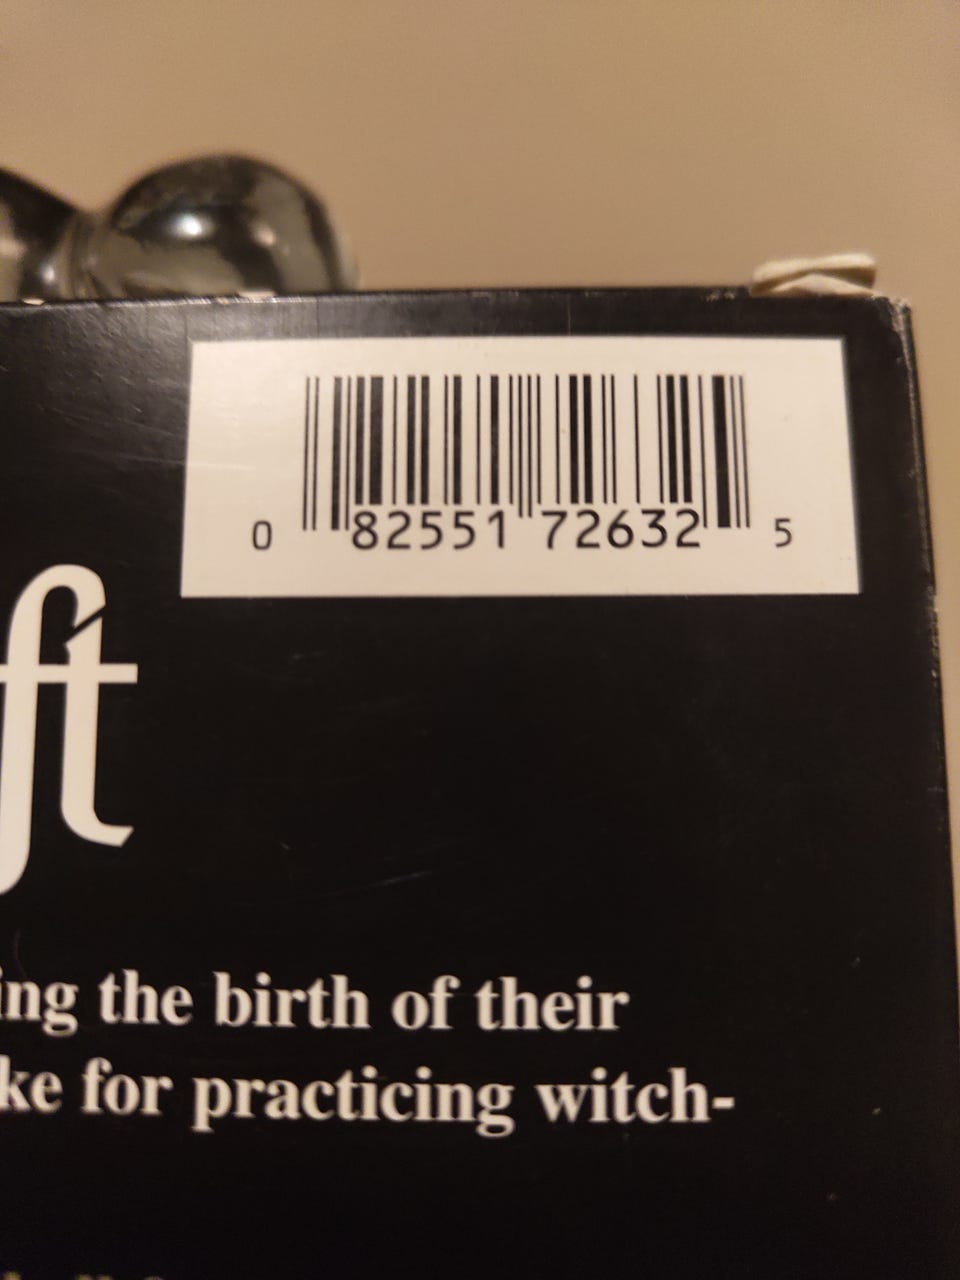 0 82551 72632 5
ft
ing the birth of their
ke for practicing witch-